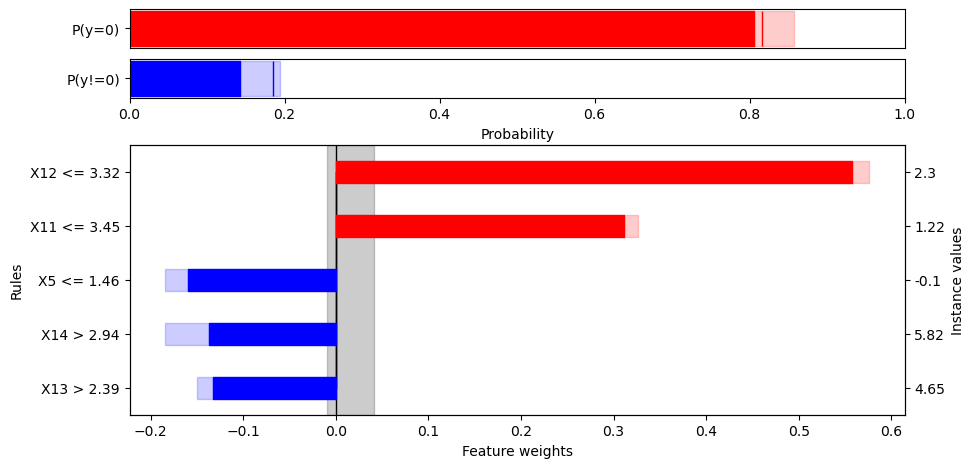 P(y=0)
P(y!=0)
0.0 0.2 0.4 0.6 0.8 1.0
Probability
Rules
X12 <= 3.32 2.3
X11 <= 3.45 1.22
X5 <= 1.46 -0.1
X14 > 2.94 5.82
X13 > 2.39 4.65
Instance values
−0.2 −0.1 0.0 0.1 0.2 0.3 0.4 0.5 0.6
Feature weights